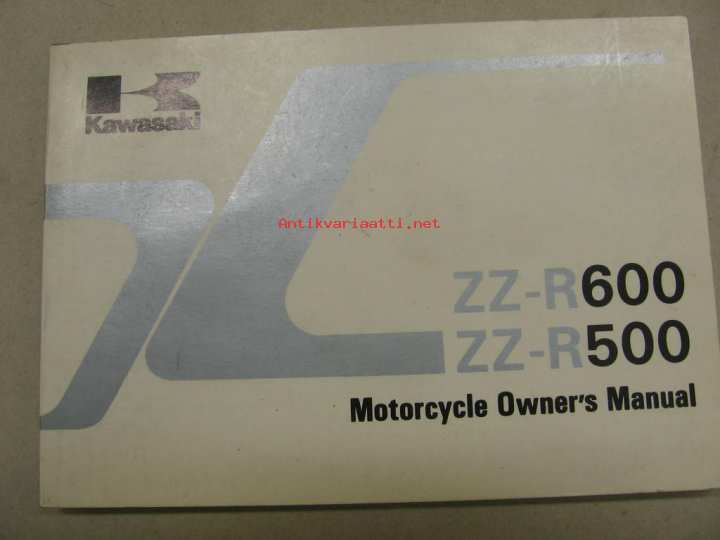 Kawasaki
Antikvariaatti.net
ZZ-R600
ZZ-R500
Motorcycle Owner's Manual